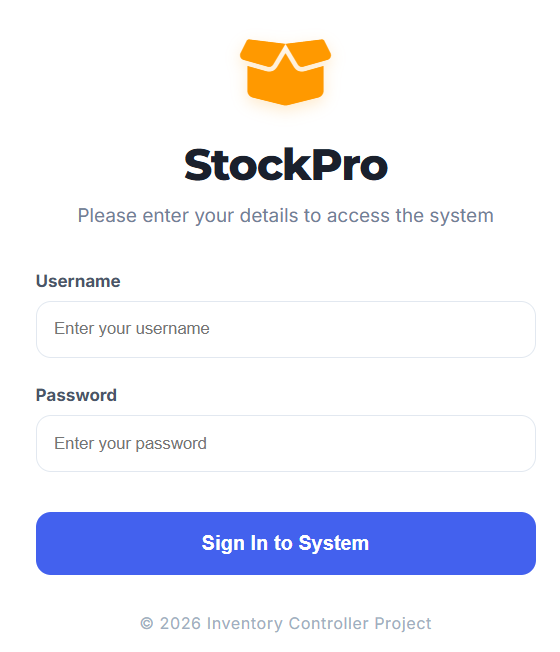 StockPro
Please enter your details to access the system
Username
Enter your username
Password
Enter your password
Sign In to System
© 2026 Inventory Controller Project